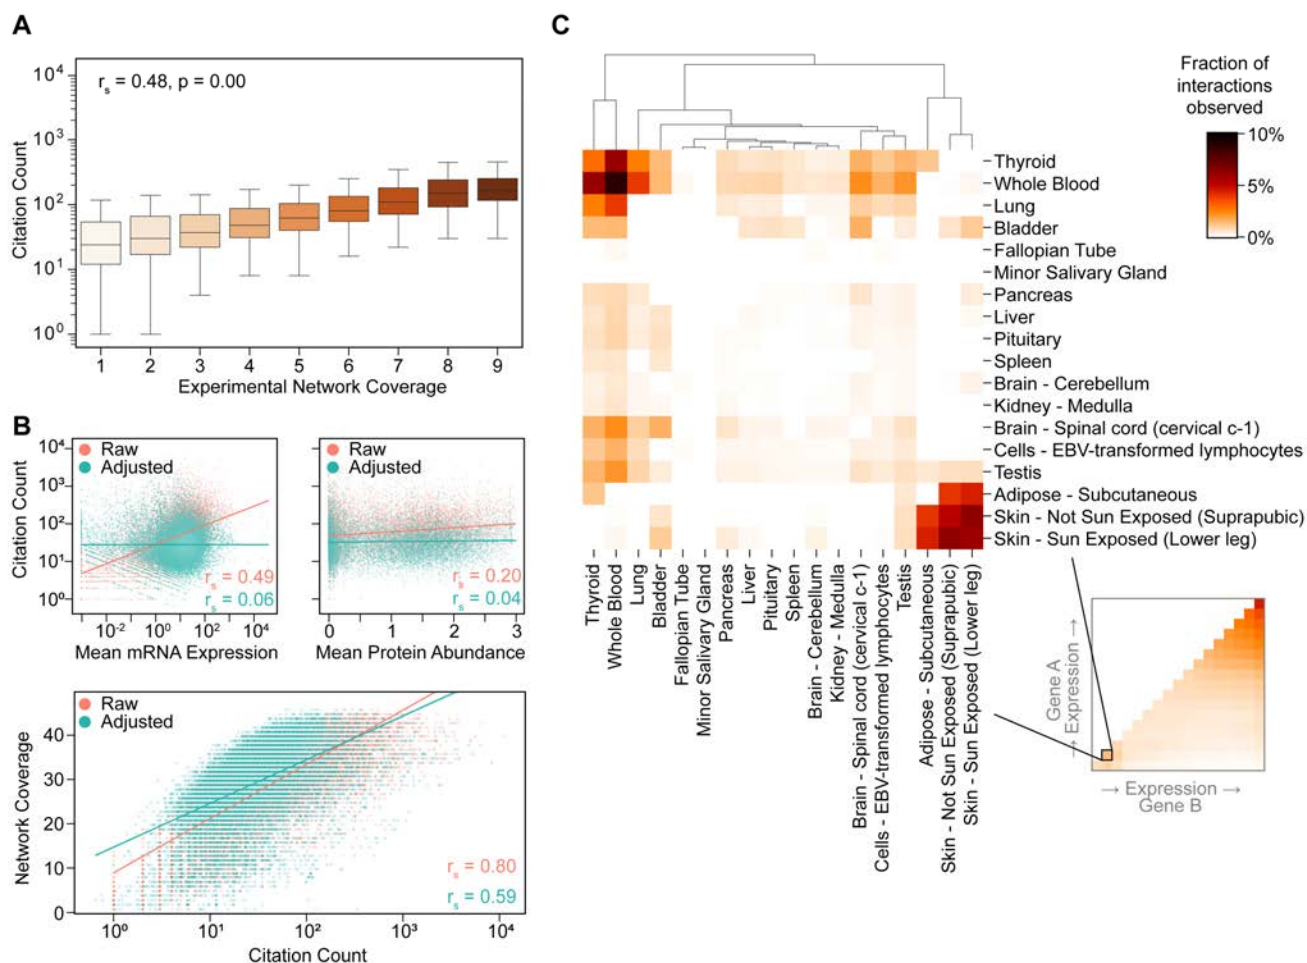 A
r_s = 0.48, p = 0.00
Citation Count
10^4
10^3
10^2
10^1
10^0
1 2 3 4 5 6 7 8 9
Experimental Network Coverage
B
Raw
Adjusted
Citation Count
10^4
10^3
10^2
10^1
10^0
r_s = 0.49
r_s = 0.06
10^-2 10^0 10^2 10^4
Mean mRNA Expression
Raw
Adjusted
r_s = 0.20
r_s = 0.04
0 1 2 3
Mean Protein Abundance
Raw
Adjusted
Network Coverage
40
30
20
10
0
r_s = 0.80
r_s = 0.59
10^0 10^1 10^2 10^3 10^4
Citation Count
C
Fraction of
interactions
observed
10%
5%
0%
Thyroid
Whole Blood
Lung
Bladder
Fallopian Tube
Minor Salivary Gland
Pancreas
Liver
Pituitary
Spleen
Brain - Cerebellum
Kidney - Medulla
Brain - Spinal cord (cervical c-1)
Cells - EBV-transformed lymphocytes
Testis
Adipose - Subcutaneous
Skin - Not Sun Exposed (Suprapubic)
Skin - Sun Exposed (Lower leg)
Thyroid
Whole Blood
Lung
Bladder
Fallopian Tube
Minor Salivary Gland
Pancreas
Liver
Pituitary
Spleen
Brain - Cerebellum
Kidney - Medulla
Brain - Spinal cord (cervical c-1)
Cells - EBV-transformed lymphocytes
Testis
Adipose - Subcutaneous
Skin - Not Sun Exposed (Suprapubic)
Skin - Sun Exposed (Lower leg)
Gene A
→ Expression →
→ Expression →
Gene B